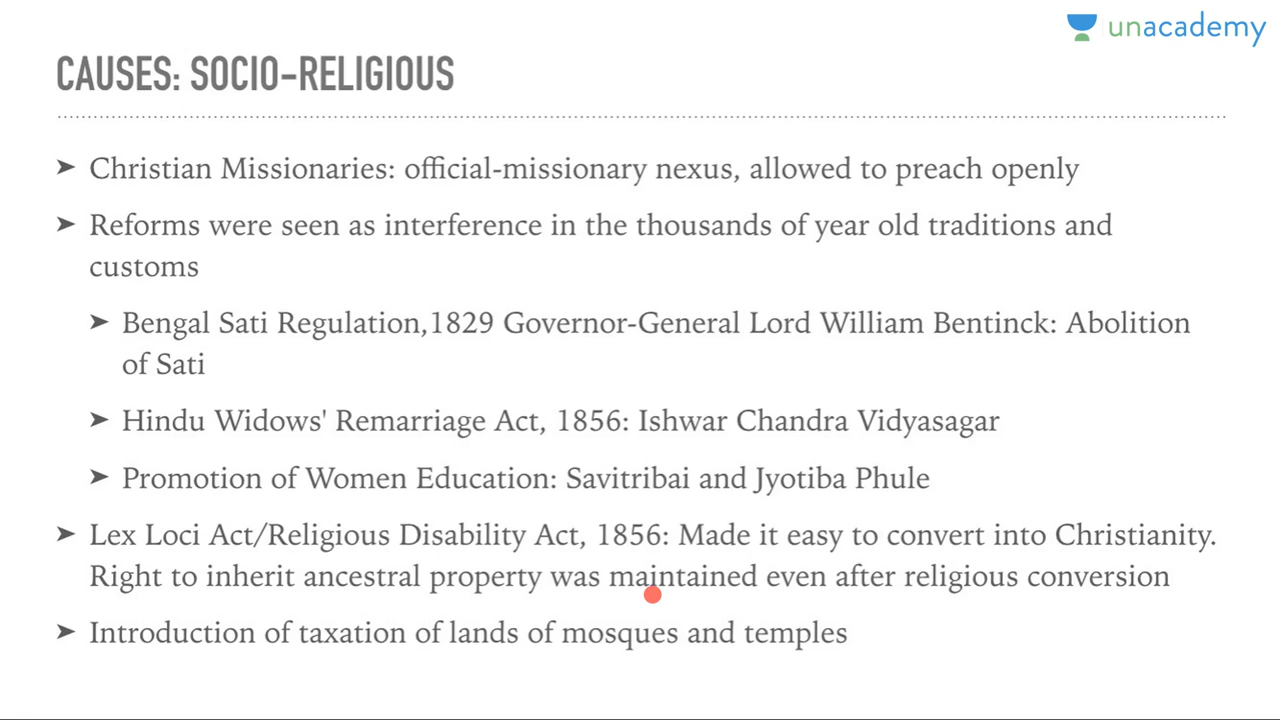 unacademy
CAUSES: SOCIO-RELIGIOUS
➤ Christian Missionaries: official-missionary nexus, allowed to preach openly
➤ Reforms were seen as interference in the thousands of year old traditions and
customs
➤ Bengal Sati Regulation,1829 Governor-General Lord William Bentinck: Abolition
of Sati
➤ Hindu Widows' Remarriage Act, 1856: Ishwar Chandra Vidyasagar
➤ Promotion of Women Education: Savitribai and Jyotiba Phule
➤ Lex Loci Act/Religious Disability Act, 1856: Made it easy to convert into Christianity.
Right to inherit ancestral property was maintained even after religious conversion
➤ Introduction of taxation of lands of mosques and temples